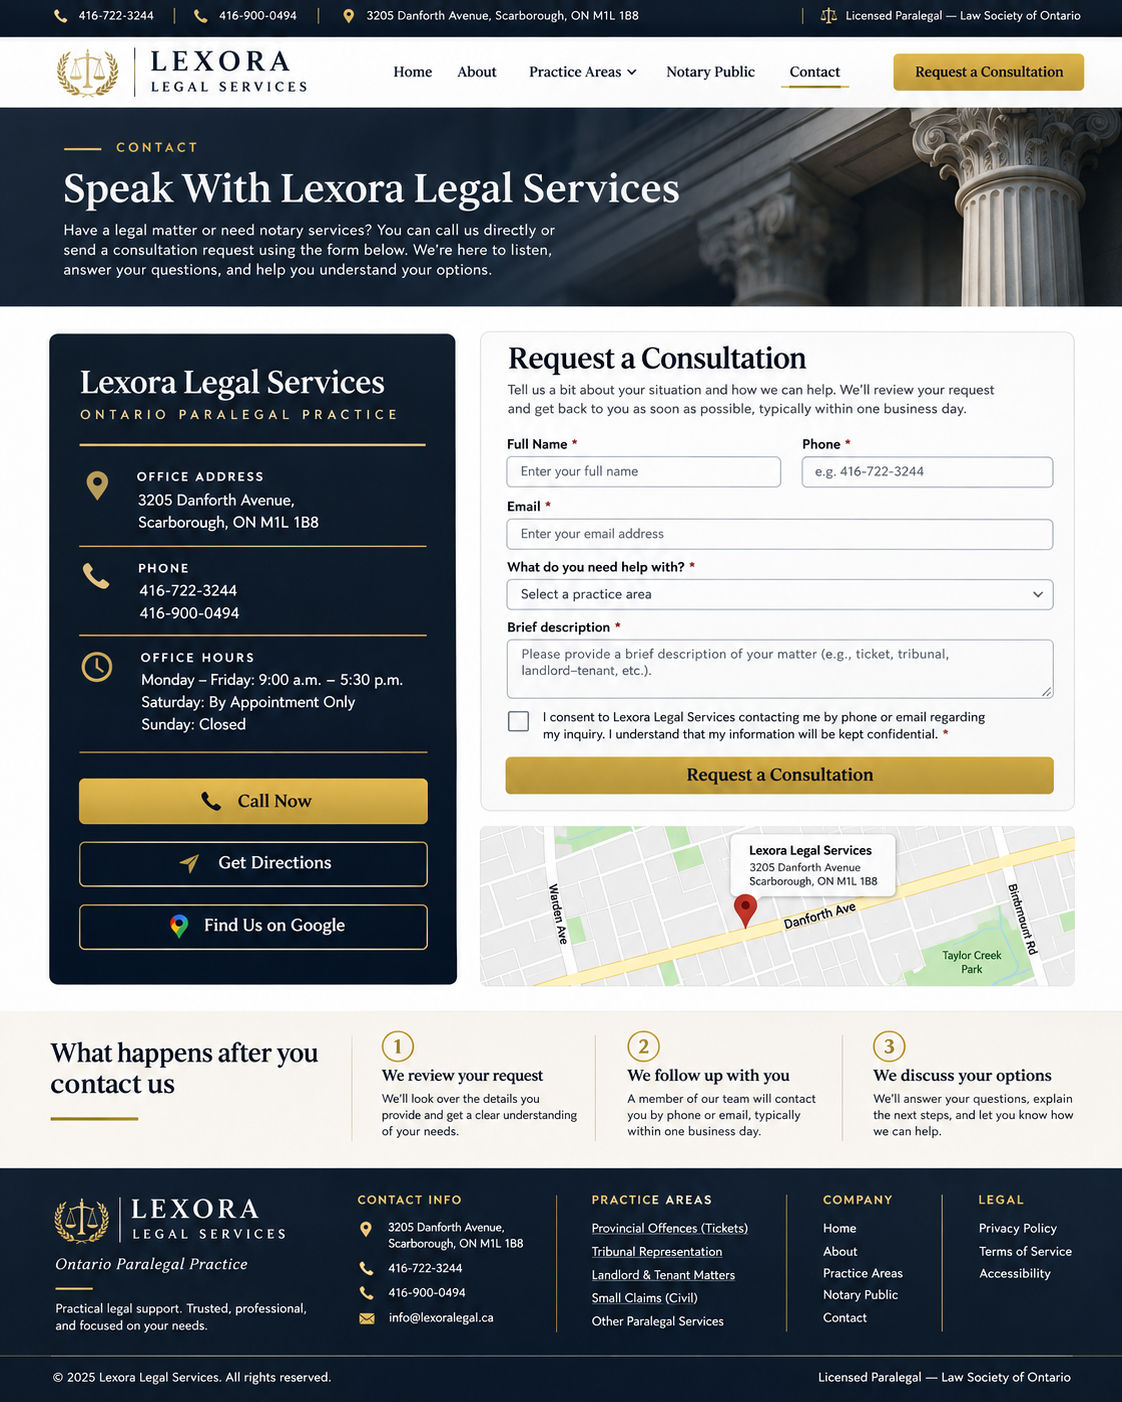 416-722-3244
416-900-0494
3205 Danforth Avenue, Scarborough, ON M1L 1B8
Licensed Paralegal — Law Society of Ontario
LEXORA
LEGAL SERVICES
Home
About
Practice Areas
Notary Public
Contact
Request a Consultation
CONTACT
Speak With Lexora Legal Services
Have a legal matter or need notary services? You can call us directly or
send a consultation request using the form below. We're here to listen,
answer your questions, and help you understand your options.
Lexora Legal Services
ONTARIO PARALEGAL PRACTICE
OFFICE ADDRESS
3205 Danforth Avenue,
Scarborough, ON M1L 1B8
PHONE
416-722-3244
416-900-0494
OFFICE HOURS
Monday – Friday: 9:00 a.m. – 5:30 p.m.
Saturday: By Appointment Only
Sunday: Closed
Call Now
Get Directions
Find Us on Google
Request a Consultation
Tell us a bit about your situation and how we can help. We'll review your request
and get back to you as soon as possible, typically within one business day.
Full Name *
Phone *
Enter your full name
e.g. 416-722-3244
Email *
Enter your email address
What do you need help with? *
Select a practice area
Brief description *
Please provide a brief description of your matter (e.g., ticket, tribunal,
landlord–tenant, etc.).
I consent to Lexora Legal Services contacting me by phone or email regarding
my inquiry. I understand that my information will be kept confidential. *
Request a Consultation
Lexora Legal Services
3205 Danforth Avenue
Scarborough, ON M1L 1B8
Warden Ave
Danforth Ave
Birbmount Rd
Taylor Creek
Park
What happens after you
contact us
1
We review your request
We'll look over the details you
provide and get a clear understanding
of your needs.
2
We follow up with you
A member of our team will contact
you by phone or email, typically
within one business day.
3
We discuss your options
We'll answer your questions, explain
the next steps, and let you know how
we can help.
LEXORA
LEGAL SERVICES
Ontario Paralegal Practice
Practical legal support. Trusted, professional,
and focused on your needs.
CONTACT INFO
3205 Danforth Avenue,
Scarborough, ON M1L 1B8
416-722-3244
416-900-0494
info@lexoralegal.ca
PRACTICE AREAS
Provincial Offences (Tickets)
Tribunal Representation
Landlord & Tenant Matters
Small Claims (Civil)
Other Paralegal Services
COMPANY
Home
About
Practice Areas
Notary Public
Contact
LEGAL
Privacy Policy
Terms of Service
Accessibility
© 2025 Lexora Legal Services. All rights reserved.
Licensed Paralegal — Law Society of Ontario